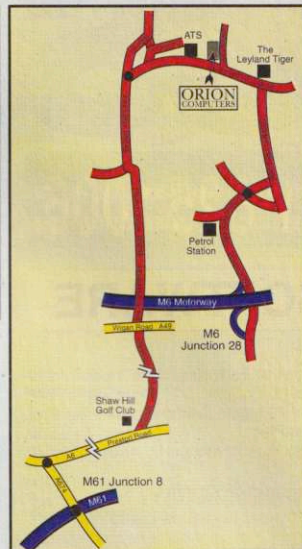 ATS
The
Leyland Tiger
ORION
COMPUTERS
Petrol
Station
M6 Motorway
Wigan Road A49
M6
Junction 28
Shaw Hill
Golf Club
Preston Road
A6
M61 Junction 8
A674
M61